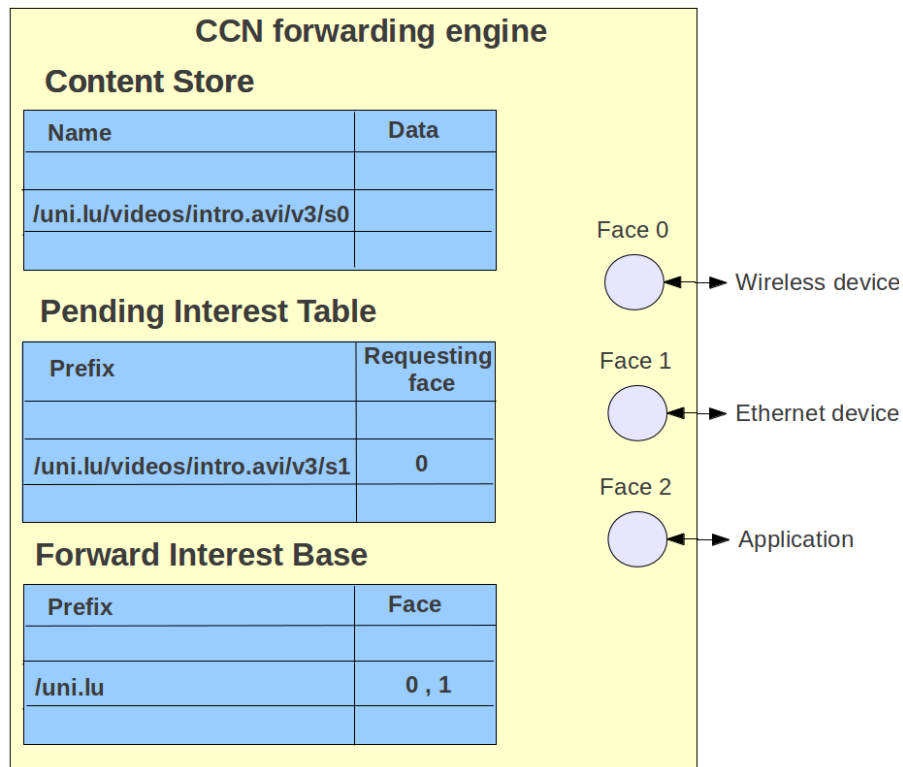 CCN forwarding engine
Content Store
Name Data
/uni.lu/videos/intro.avi/v3/s0
Pending Interest Table
Prefix Requesting
face
/uni.lu/videos/intro.avi/v3/s1 0
Forward Interest Base
Prefix Face
/uni.lu 0 , 1
Face 0
Wireless device
Face 1
Ethernet device
Face 2
Application